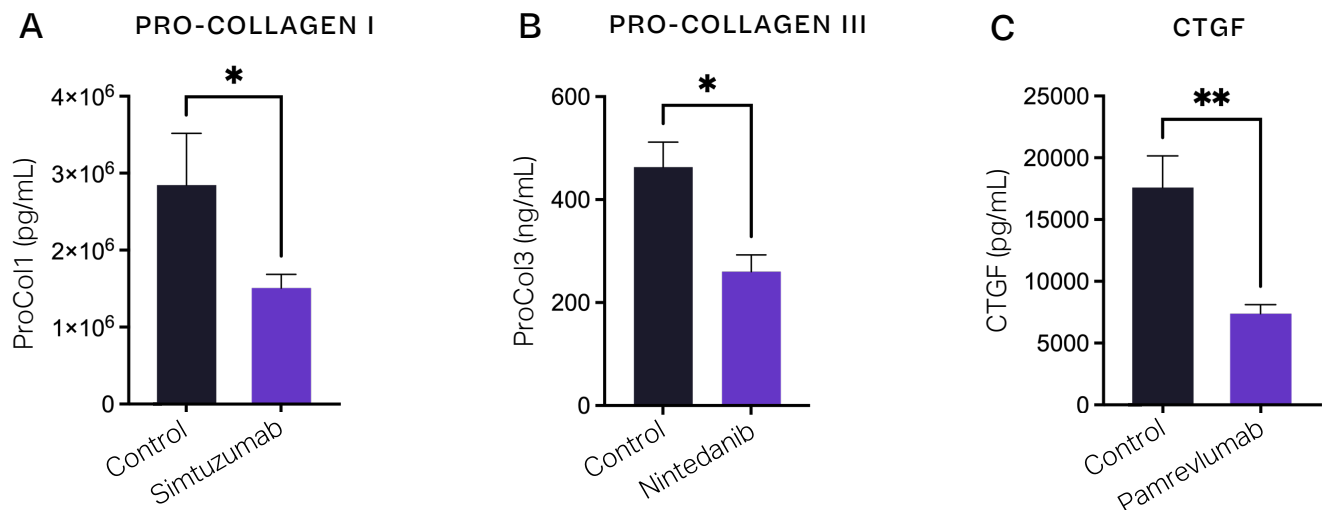 A
PRO-COLLAGEN I
*
4×10⁶
3×10⁶
2×10⁶
1×10⁶
0
ProCol1 (pg/mL)
Control
Simtuzumab
B
PRO-COLLAGEN III
*
600
400
200
0
ProCol3 (ng/mL)
Control
Nintedanib
C
CTGF
**
25000
20000
15000
10000
5000
0
CTGF (pg/mL)
Control
Pamrevlumab